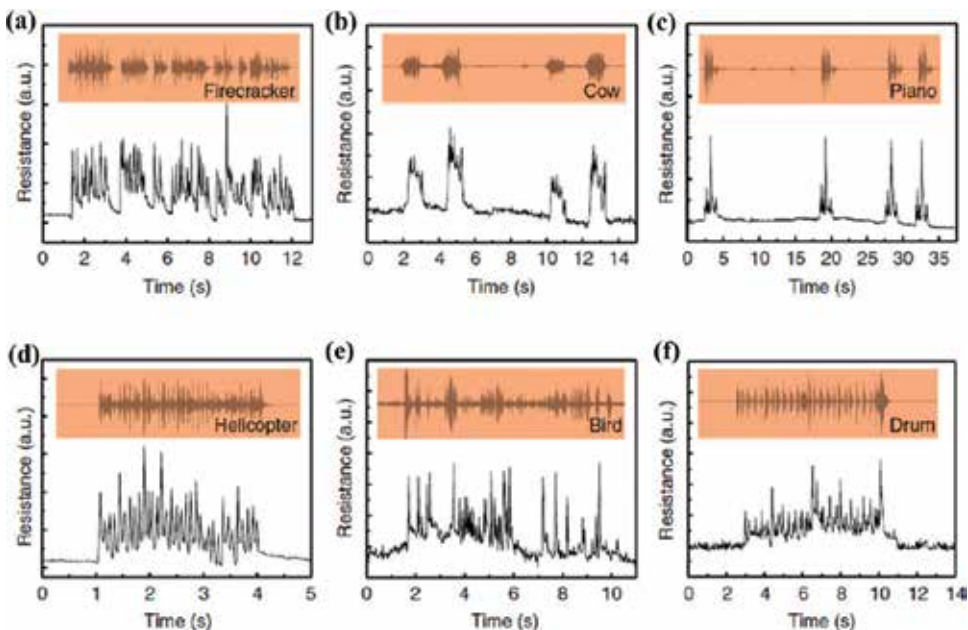 (a)
Resistance (a.u.)
Firecracker
0 2 4 6 8 10 12
Time (s)
(b)
Resistance (a.u.)
Cow
0 2 4 6 8 10 12 14
Time (s)
(c)
Resistance (a.u.)
Piano
0 5 10 15 20 25 30 35
Time (s)
(d)
Resistance (a.u.)
Helicopter
0 1 2 3 4 5
Time (s)
(e)
Resistance (a.u.)
Bird
0 2 4 6 8 10
Time (s)
(f)
Resistance (a.u.)
Drum
0 2 4 6 8 10 12 14
Time (s)